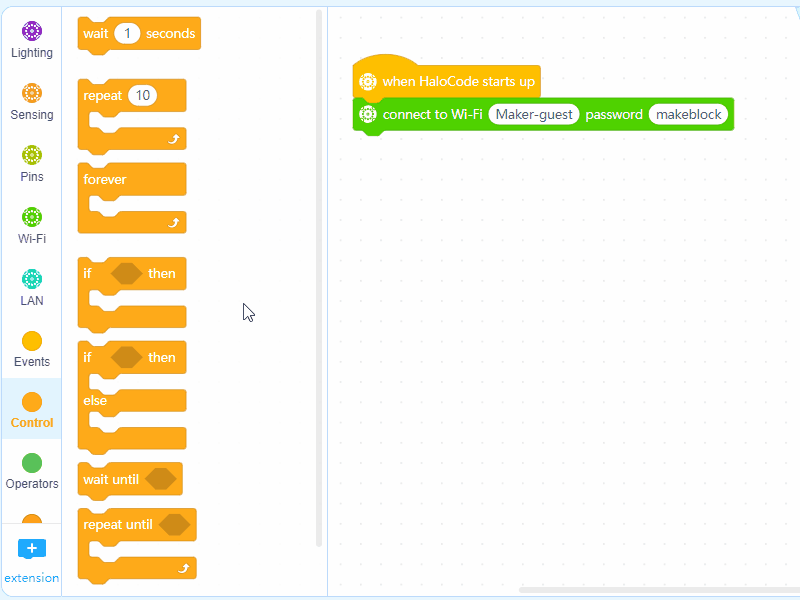 Lighting
Sensing
Pins
Wi-Fi
LAN
Events
Control
Operators
extension
wait 1 seconds
repeat 10
forever
if then
if then
else
wait until
repeat until
when HaloCode starts up
connect to Wi-Fi Maker-guest password makeblock